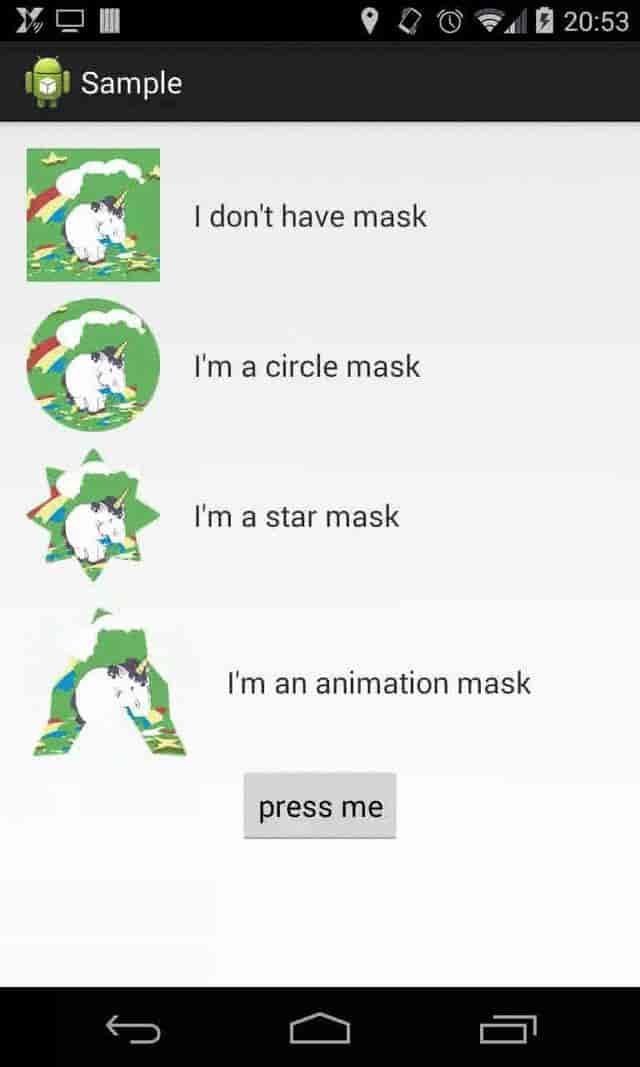 20:53
Sample
I don't have mask
I'm a circle mask
I'm a star mask
I'm an animation mask
press me